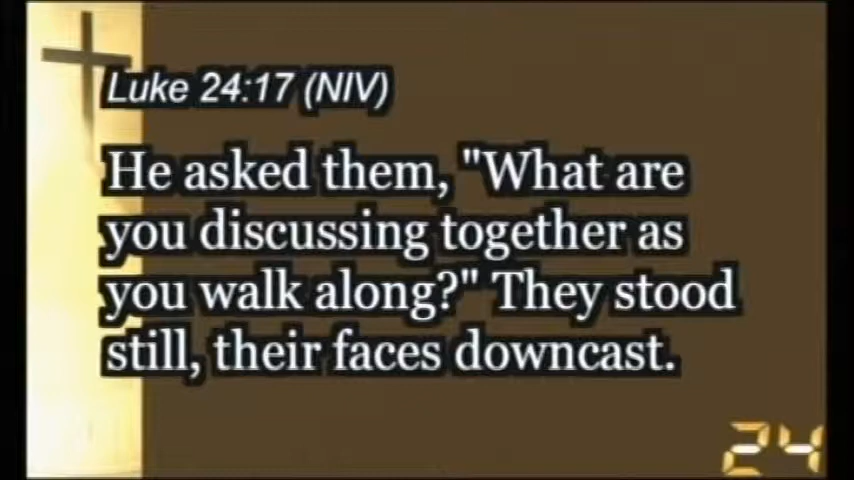 Luke 24:17 (NIV)
He asked them, "What are
you discussing together as
you walk along?" They stood
still, their faces downcast.
24